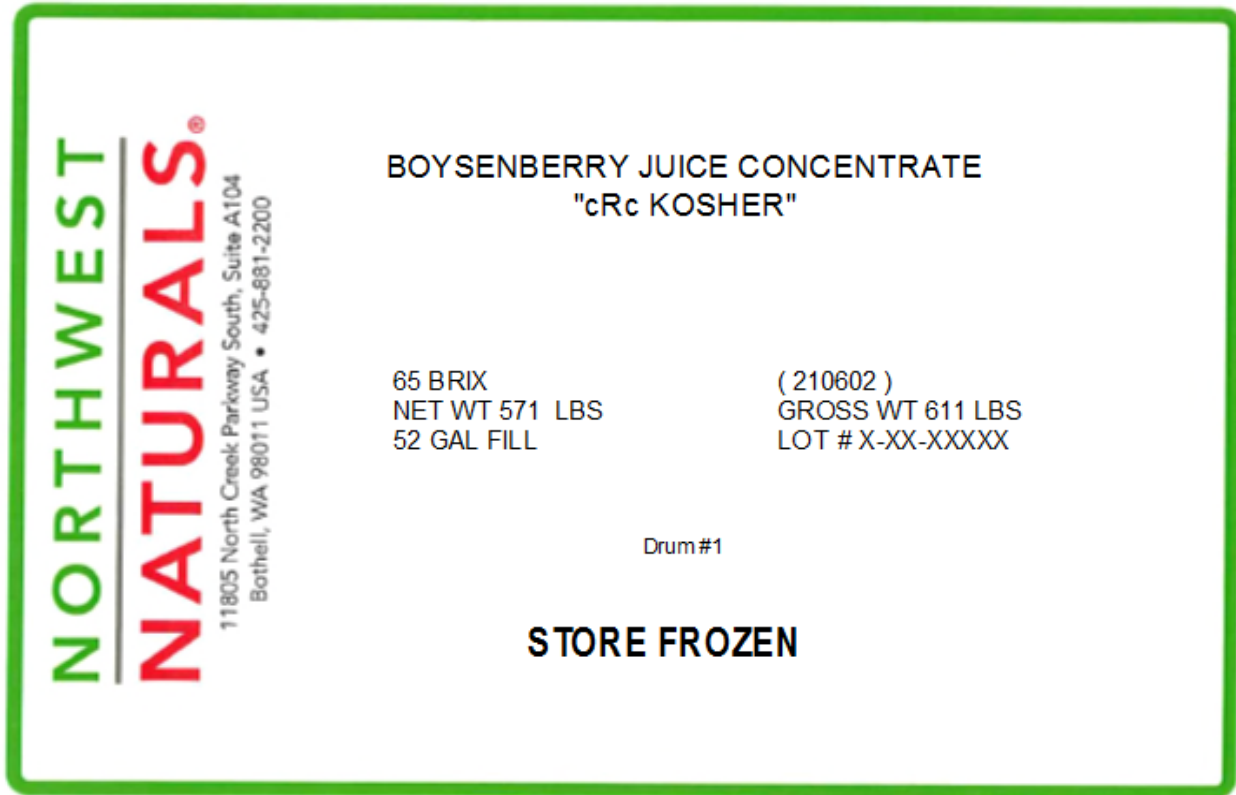 NORTHWEST
NATURALS®
11805 North Creek Parkway South, Suite A104
Bothell, WA 98011 USA • 425-881-2200
BOYSENBERRY JUICE CONCENTRATE
"cRc KOSHER"
65 BRIX ( 210602 )
NET WT 571 LBS GROSS WT 611 LBS
52 GAL FILL LOT # X-XX-XXXXX
Drum #1
STORE FROZEN